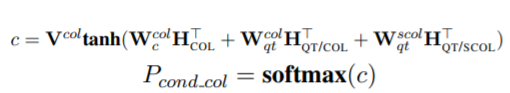 c = V^{col} tanh(W_c^{col} H_{COL}^⊤ + W_{qt}^{col} H_{QT/COL}^⊤ + W_{qt}^{scol} H_{QT/SCOL}^⊤)
P_{cond_col} = softmax(c)